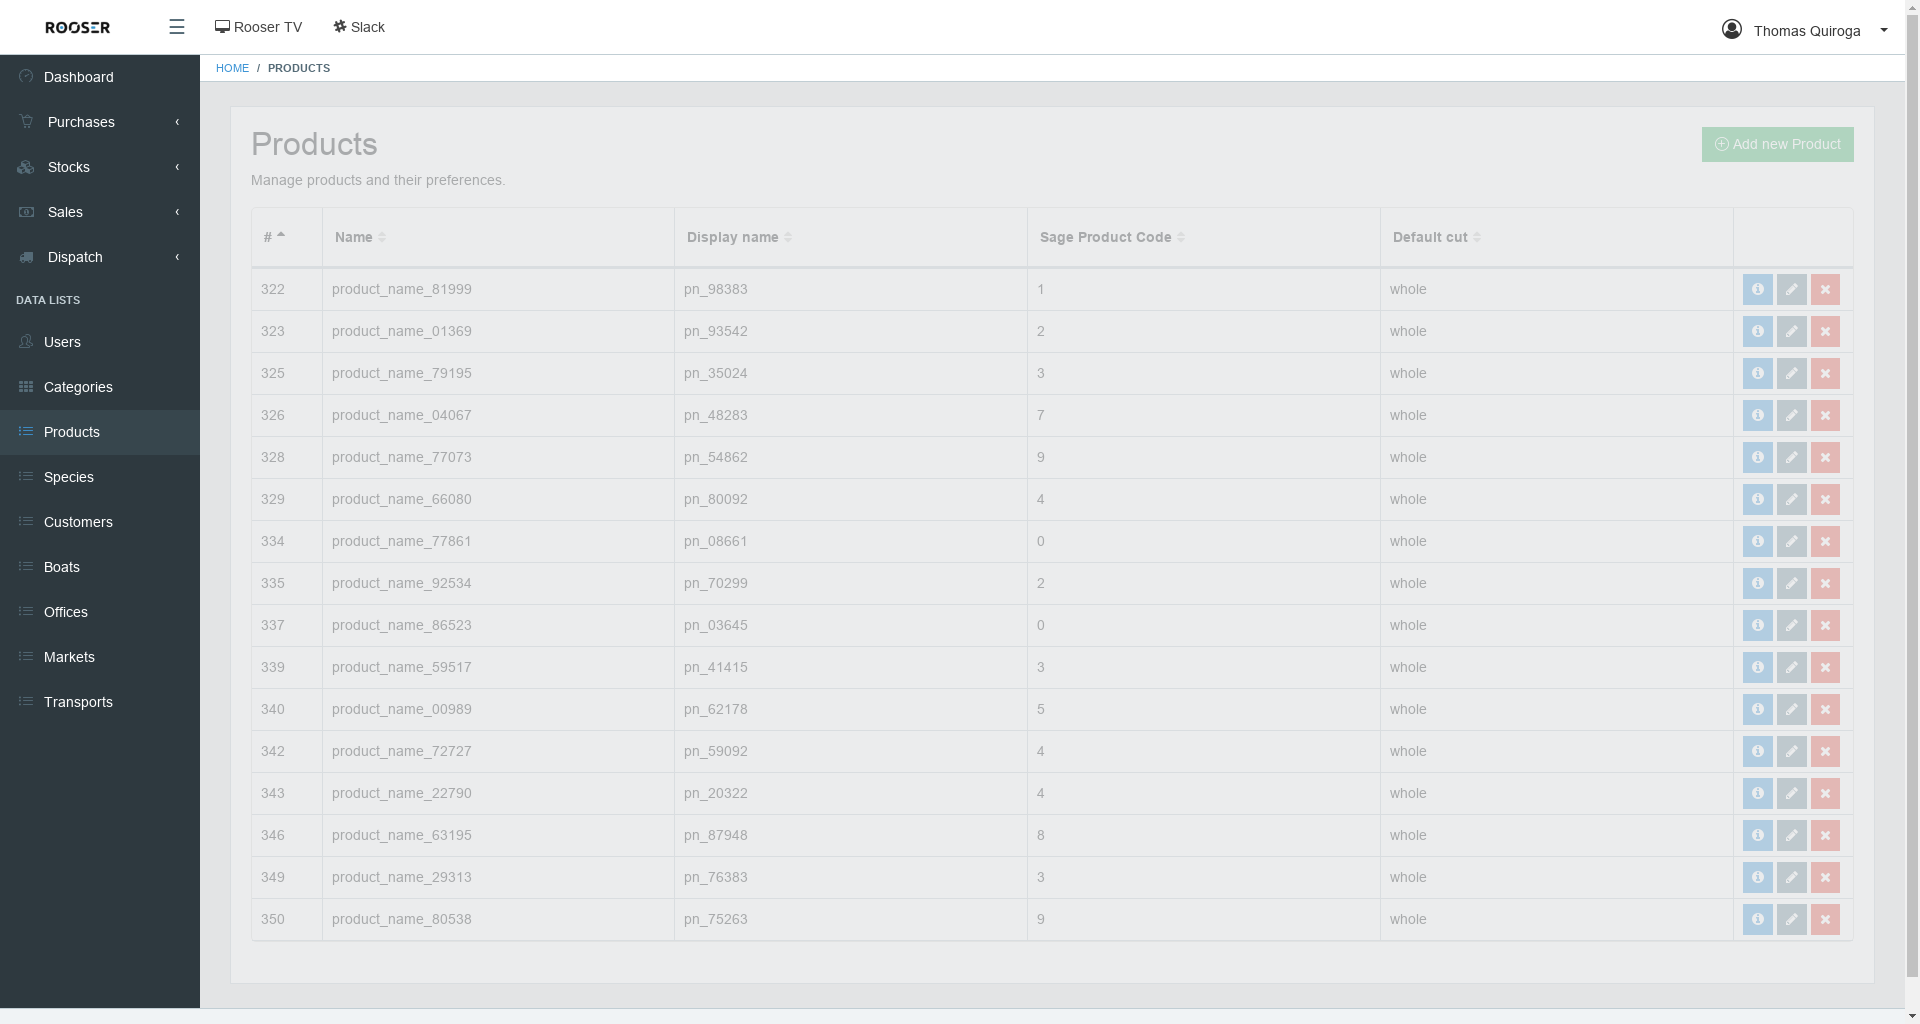 ROOSER
Rooser TV
Slack
Thomas Quiroga
HOME / PRODUCTS
Dashboard
Purchases
Stocks
Sales
Dispatch
DATA LISTS
Users
Categories
Products
Species
Customers
Boats
Offices
Markets
Transports
Products
Add new Product
Manage products and their preferences.
# Name Display name Sage Product Code Default cut
322 product_name_81999 pn_98383 1 whole
323 product_name_01369 pn_93542 2 whole
325 product_name_79195 pn_35024 3 whole
326 product_name_04067 pn_48283 7 whole
328 product_name_77073 pn_54862 9 whole
329 product_name_66080 pn_80092 4 whole
334 product_name_77861 pn_08661 0 whole
335 product_name_92534 pn_70299 2 whole
337 product_name_86523 pn_03645 0 whole
339 product_name_59517 pn_41415 3 whole
340 product_name_00989 pn_62178 5 whole
342 product_name_72727 pn_59092 4 whole
343 product_name_22790 pn_20322 4 whole
346 product_name_63195 pn_87948 8 whole
349 product_name_29313 pn_76383 3 whole
350 product_name_80538 pn_75263 9 whole